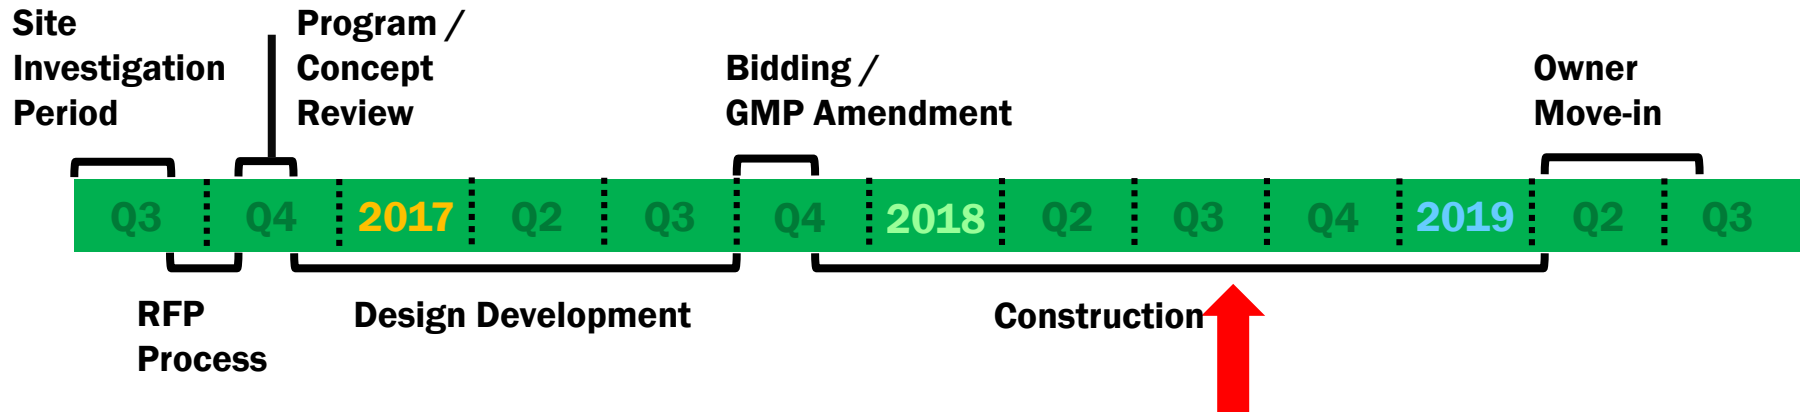 Site
Investigation
Period
Program /
Concept
Review
Bidding /
GMP Amendment
Owner
Move-in
Q3 Q4 2017 Q2 Q3 Q4 2018 Q2 Q3 Q4 2019 Q2 Q3
RFP
Process
Design Development
Construction